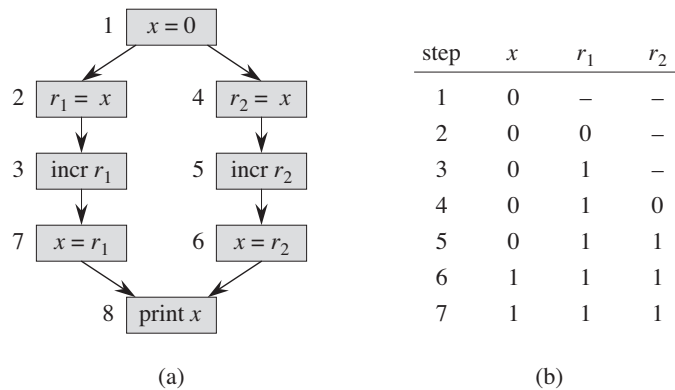 1 x = 0
2 r1 = x 4 r2 = x
3 incr r1 5 incr r2
7 x = r1 6 x = r2
8 print x
(a)
step x r1 r2
1 0 – –
2 0 0 –
3 0 1 –
4 0 1 0
5 0 1 1
6 1 1 1
7 1 1 1
(b)